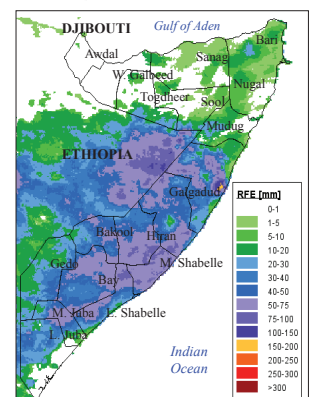 DJIBOUTI
Gulf of Aden
Bari
Awdal
Sanag
W. Galbeed
Nugal
Togdheer
Sool
Mudug
ETHIOPIA
Galgadud
RFE [mm]
0-1
1-5
5-10
10-20
20-30
30-40
40-50
50-75
75-100
100-150
150-200
200-250
250-300
>300
Bakool
Hiran
Gedo
M. Shabelle
Bay
M. Juba
L. Shabelle
L. Juba
Indian
Ocean